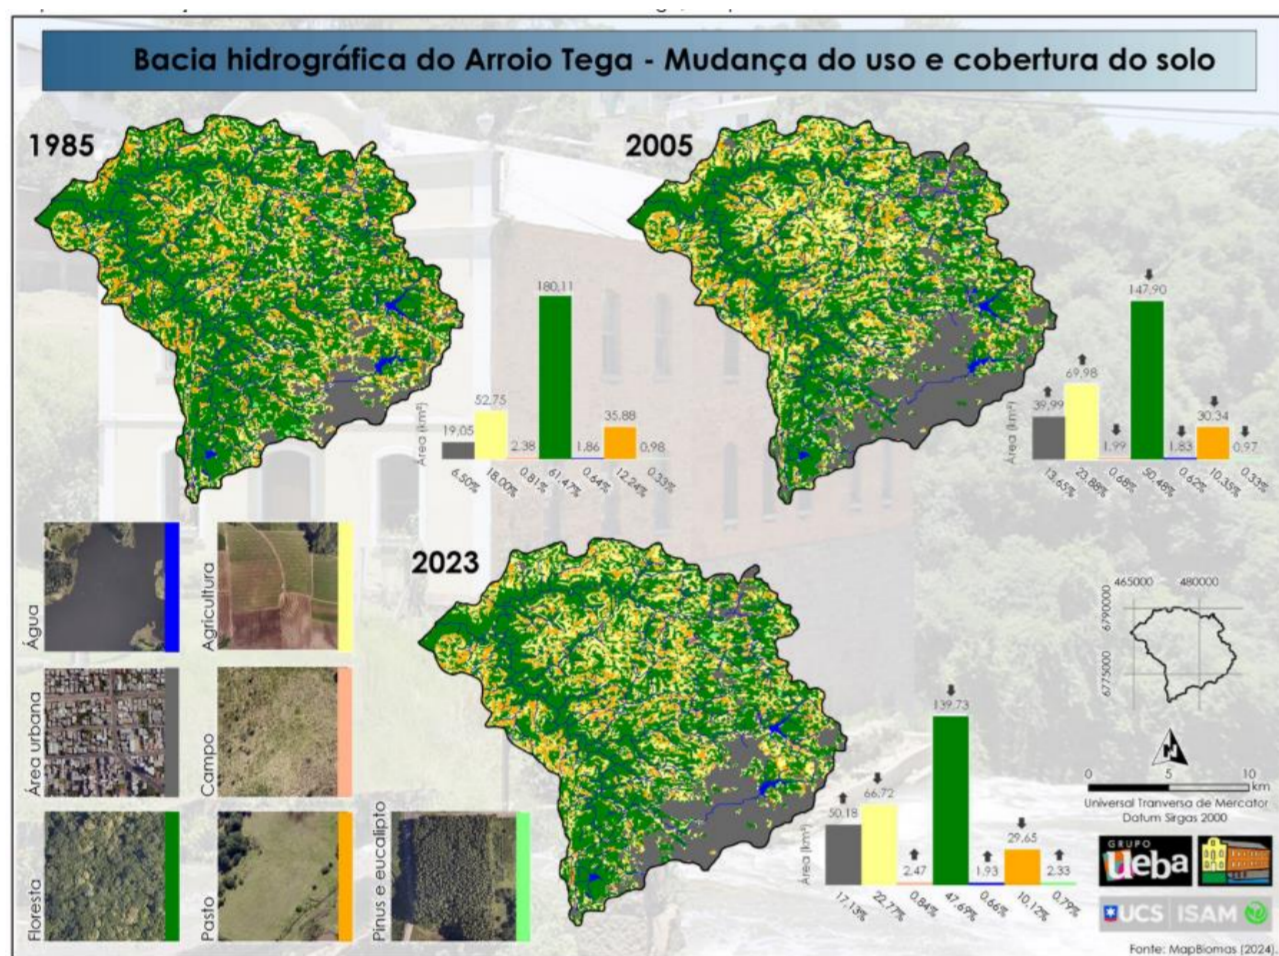 Bacia hidrográfica do Arroio Tega - Mudança do uso e cobertura do solo
1985
Área (km²)
19,05
52,75
2,38
180,11
1,86
35,88
0,98
6,50%
18,00%
0,81%
61,47%
0,64%
12,24%
0,33%
2005
Área (km²)
39,99
69,98
1,99
147,90
1,83
30,34
0,97
13,65%
23,88%
0,68%
50,48%
0,62%
10,35%
0,33%
2023
Área (km²)
50,18
66,72
2,47
139,73
1,93
29,65
2,33
17,13%
22,77%
0,84%
47,69%
0,66%
10,12%
0,79%
Água
Agricultura
Área urbana
Campo
Floresta
Pasto
Pinus e eucalipto
465000 480000
6790000
6775000
N
0 5 10
km
Universal Tranversa de Mercator
Datum Sirgas 2000
GRUPO
ueba
UCS ISAM
Fonte: MapBiomas (2024).